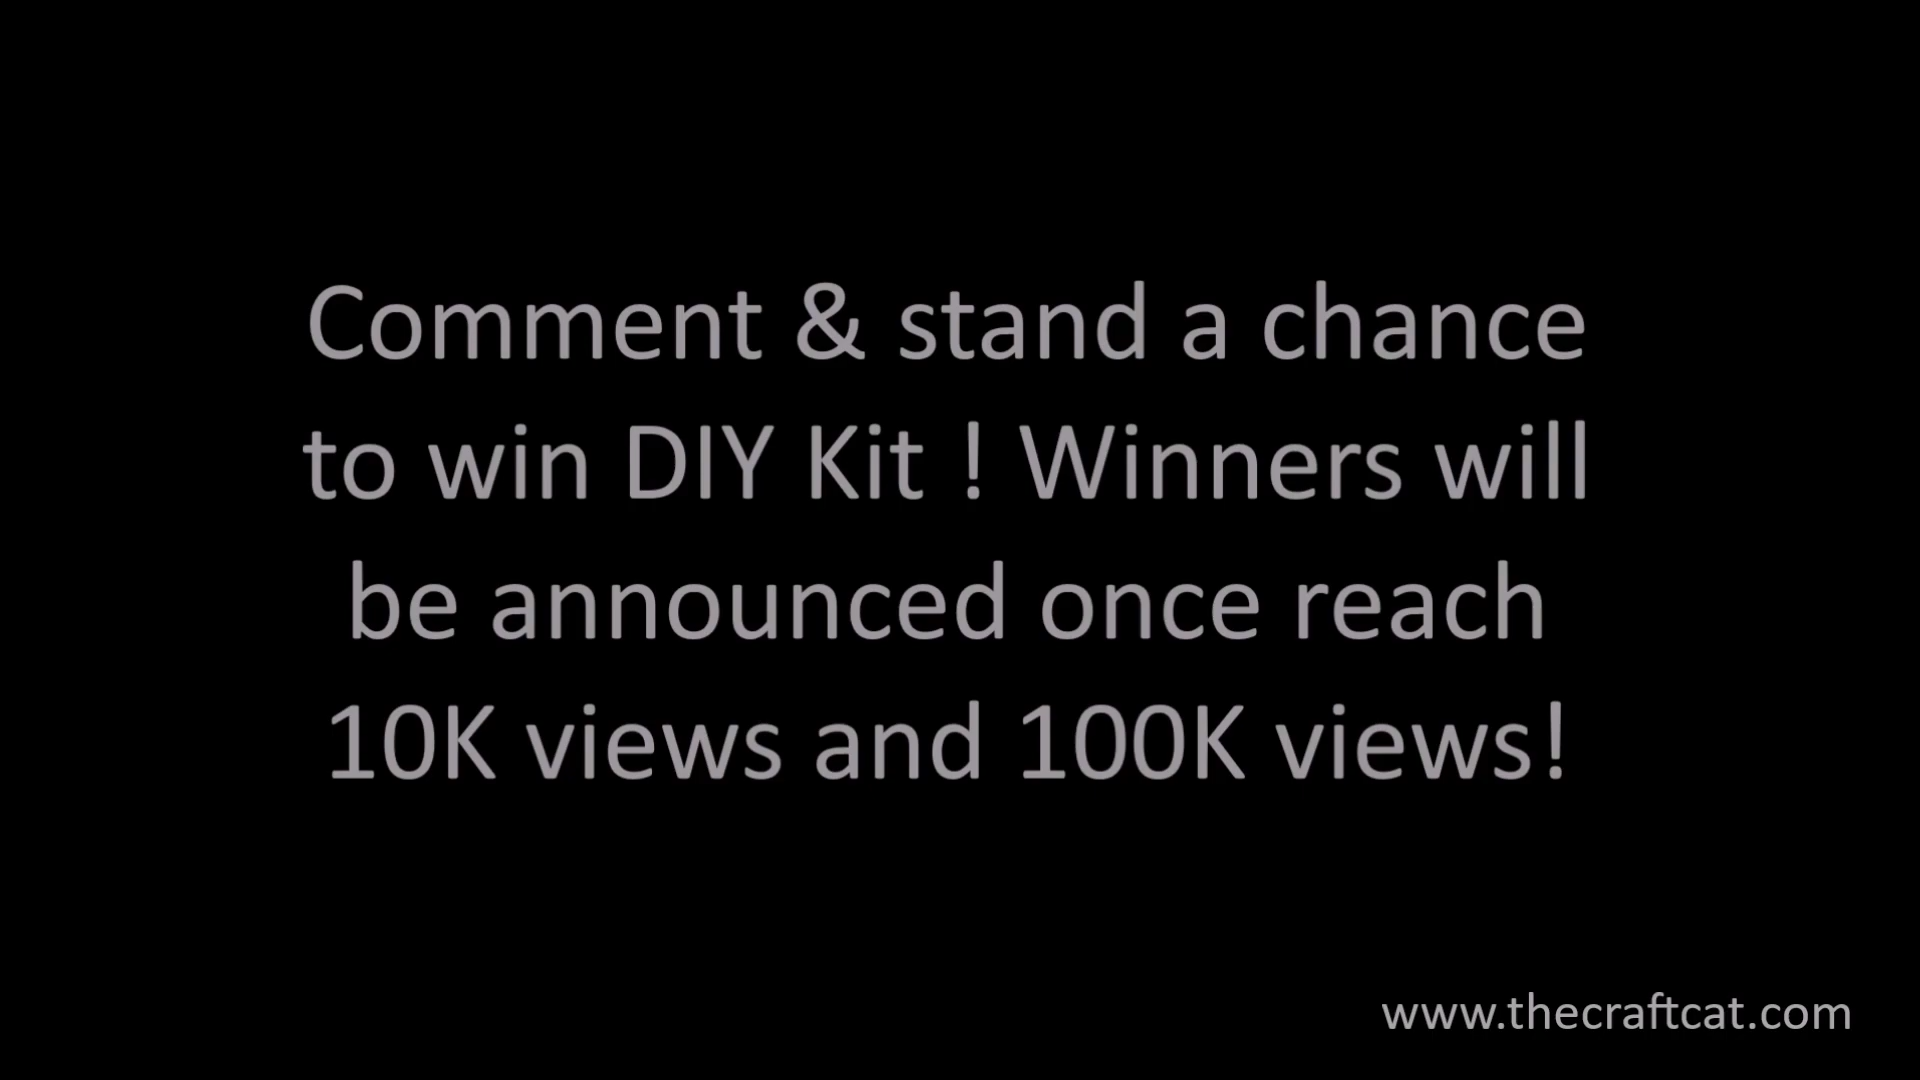 Comment & stand a chance
to win DIY Kit ! Winners will
be announced once reach
10K views and 100K views!
www.thecraftcat.com